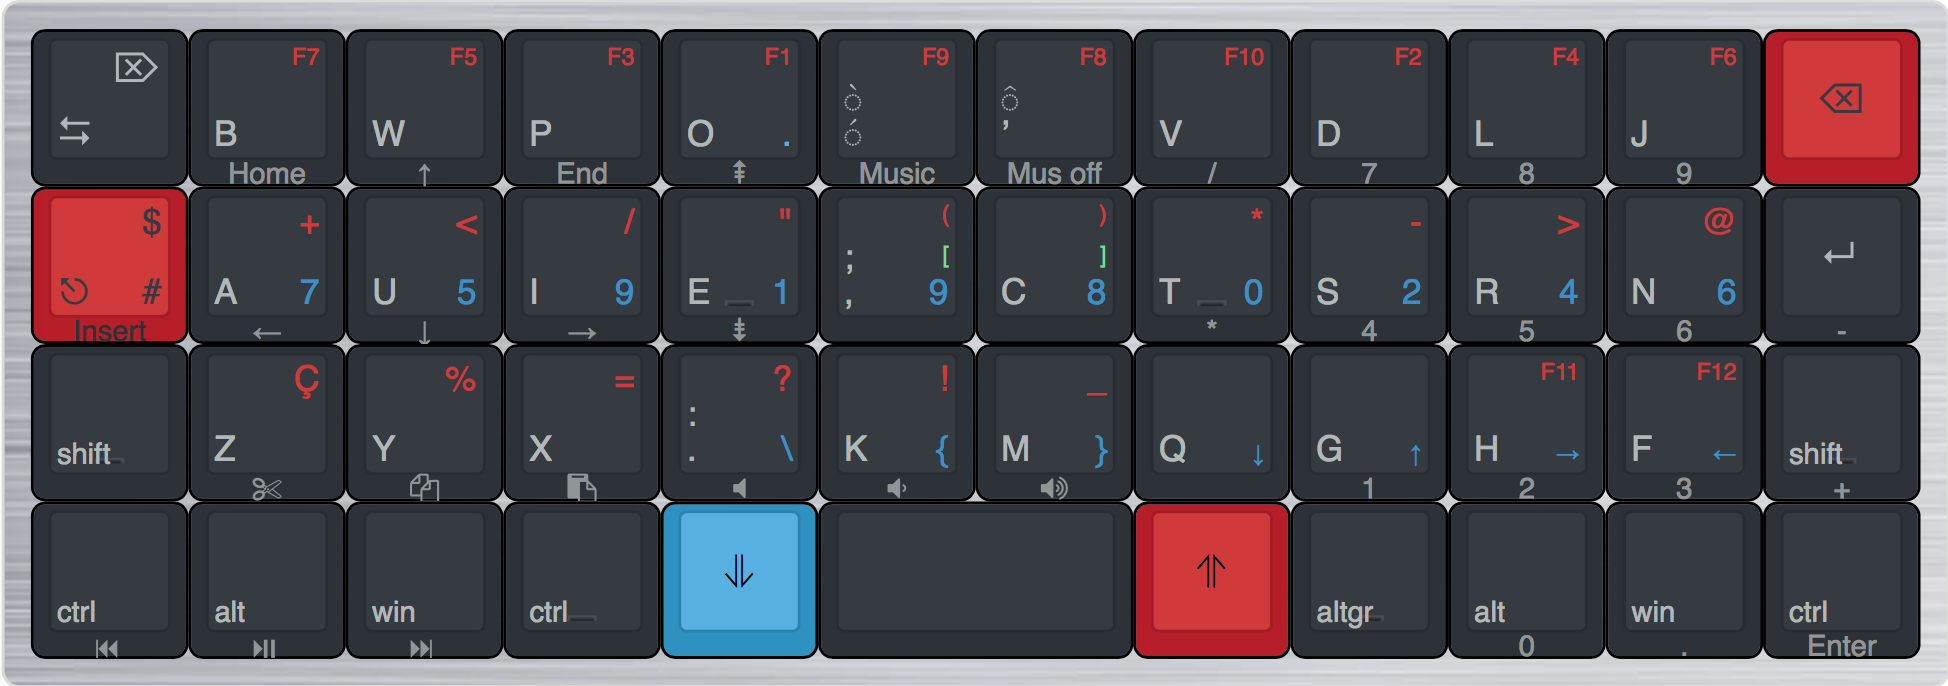 ⌦ F7 F5 F3 F1 F9 F8 F10 F2 F4 F6 ⌫
⇆ B W P O . ◌̀ ◌́ ◌̂ ’ V D L J
Home ↑ End ⇞ Music Mus off / 7 8 9
$ + < / " ( ) * - > @
; [ ] ↵
# A 7 U 5 I 9 E 1 , 9 C 8 T 0 S 2 R 4 N 6
Insert ← ↓ → ⇟ * 4 5 6 -
Ç % = ? ! _ F11 F12
:
shift Z Y X . \ K { M } Q ↓ G ↑ H → F ← shift
1 2 3 +
⇓ ⇑
ctrl alt win ctrl altgr alt win ctrl
⏮ ⏯ ⏭ 0 . Enter